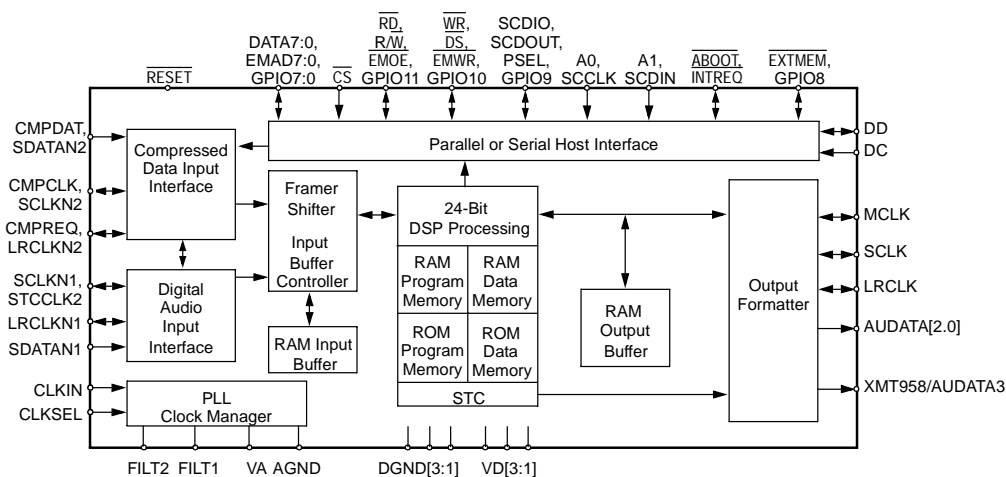 DATA7:0,
EMAD7:0,
GPIO7:0
RESET
CS
RD,
R/W,
EMOE,
GPIO11
WR,
DS,
EMWR,
GPIO10
SCDIO,
SCDOUT,
PSEL,
GPIO9
A0,
SCCLK
A1,
SCDIN
ABOOT,
INTREQ
EXTMEM,
GPIO8
CMPDAT,
SDATAN2
CMPCLK,
SCLKN2
CMPREQ,
LRCLKN2
SCLKN1,
STCCLK2
LRCLKN1
SDATAN1
CLKIN
CLKSEL
Compressed
Data Input
Interface
Digital
Audio
Input
Interface
Framer
Shifter
Input
Buffer
Controller
RAM Input
Buffer
PLL
Clock Manager
Parallel or Serial Host Interface
24-Bit
DSP Processing
RAM
Program
Memory
RAM
Data
Memory
ROM
Program
Memory
ROM
Data
Memory
STC
RAM
Output
Buffer
Output
Formatter
DD
DC
MCLK
SCLK
LRCLK
AUDATA[2.0]
XMT958/AUDATA3
FILT2 FILT1 VA AGND DGND[3:1] VD[3:1]